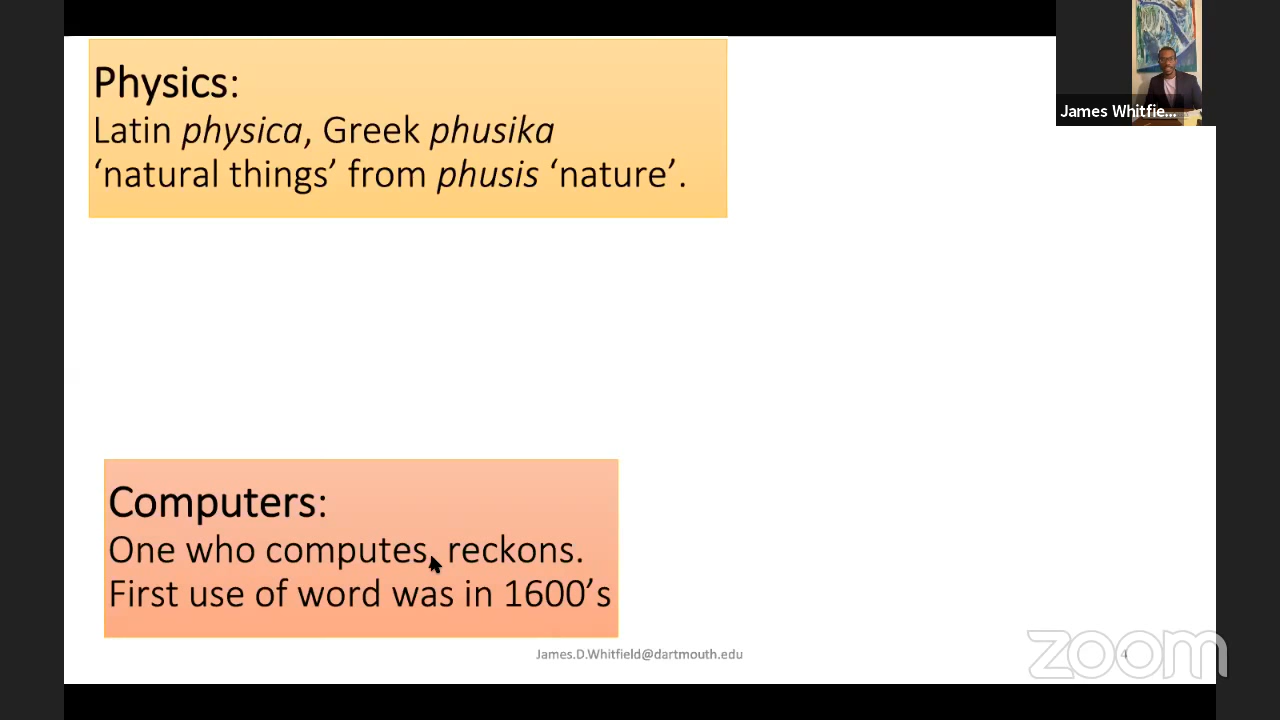 Physics:
Latin physica, Greek phusika
‘natural things’ from phusis ‘nature’.
James Whitfie...
Computers:
One who computes, reckons.
First use of word was in 1600’s
James.D.Whitfield@dartmouth.edu
4
zoom